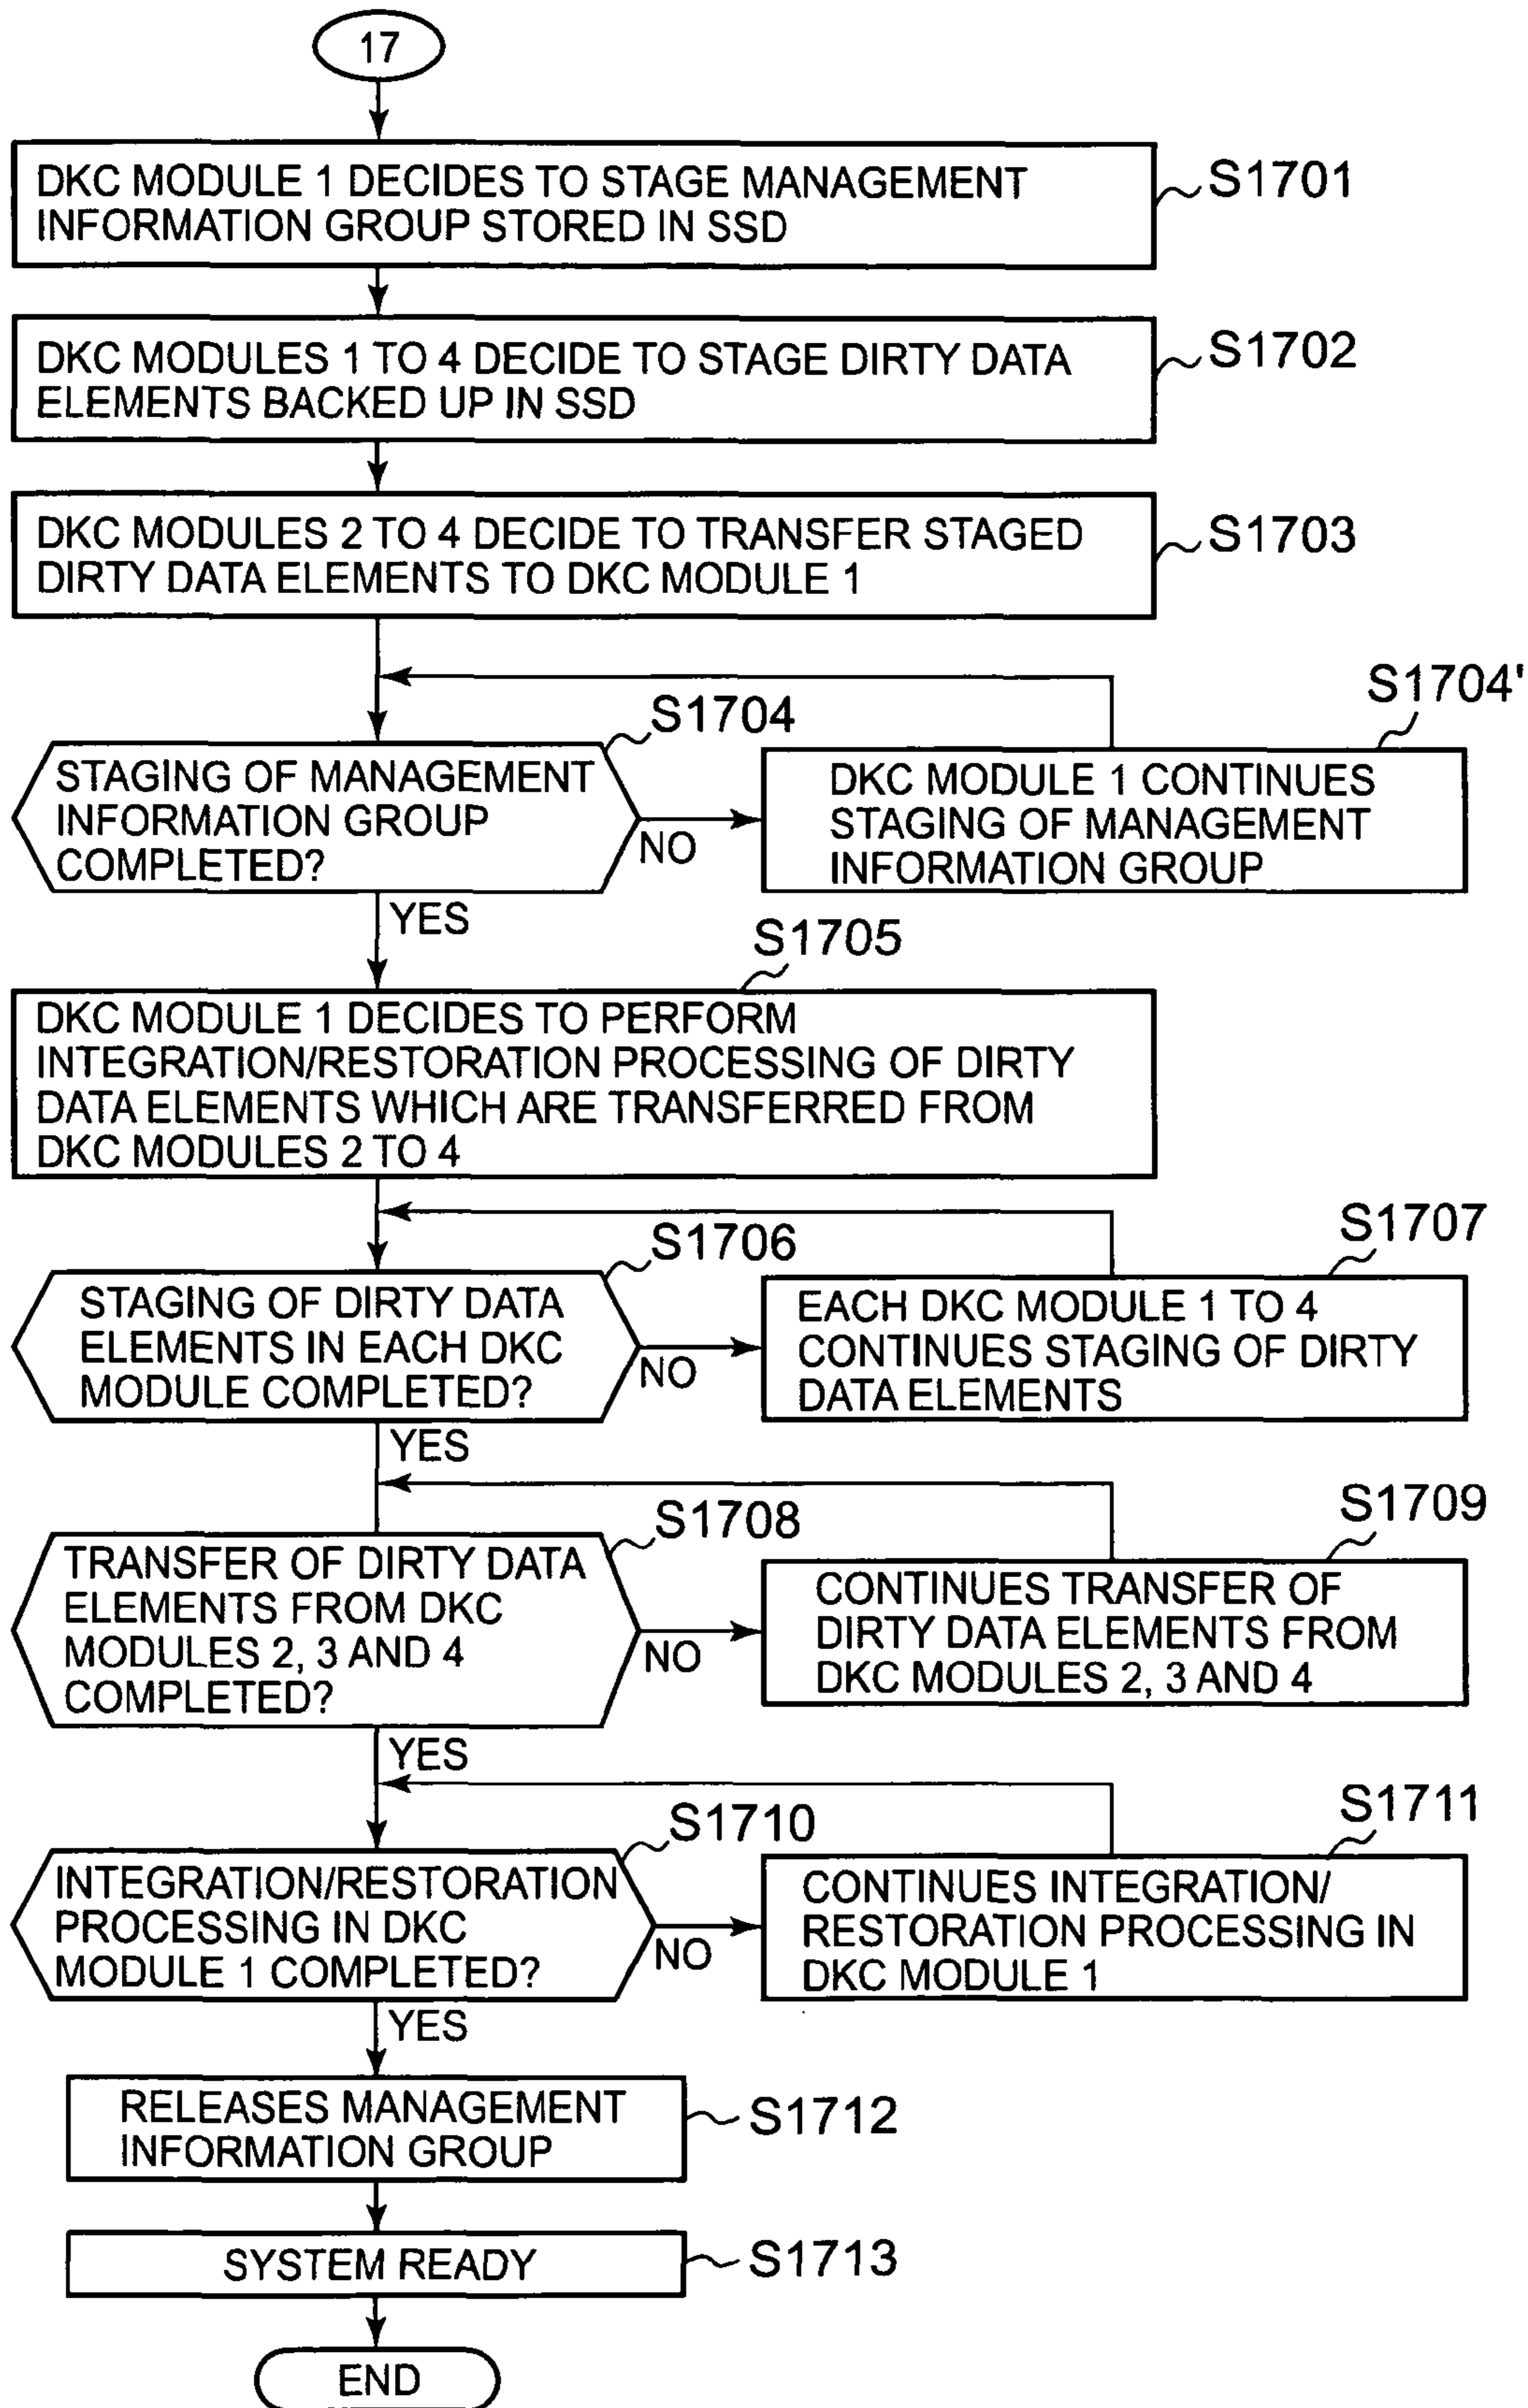 17
DKC MODULE 1 DECIDES TO STAGE MANAGEMENT
INFORMATION GROUP STORED IN SSD
S1701
DKC MODULES 1 TO 4 DECIDE TO STAGE DIRTY DATA
ELEMENTS BACKED UP IN SSD
S1702
DKC MODULES 2 TO 4 DECIDE TO TRANSFER STAGED
DIRTY DATA ELEMENTS TO DKC MODULE 1
S1703
S1704
STAGING OF MANAGEMENT
INFORMATION GROUP
COMPLETED?
NO
S1704'
DKC MODULE 1 CONTINUES
STAGING OF MANAGEMENT
INFORMATION GROUP
YES
S1705
DKC MODULE 1 DECIDES TO PERFORM
INTEGRATION/RESTORATION PROCESSING OF DIRTY
DATA ELEMENTS WHICH ARE TRANSFERRED FROM
DKC MODULES 2 TO 4
S1706
STAGING OF DIRTY DATA
ELEMENTS IN EACH DKC
MODULE COMPLETED?
NO
S1707
EACH DKC MODULE 1 TO 4
CONTINUES STAGING OF DIRTY
DATA ELEMENTS
YES
S1708
TRANSFER OF DIRTY DATA
ELEMENTS FROM DKC
MODULES 2, 3 AND 4
COMPLETED?
NO
S1709
CONTINUES TRANSFER OF
DIRTY DATA ELEMENTS FROM
DKC MODULES 2, 3 AND 4
YES
S1710
INTEGRATION/RESTORATION
PROCESSING IN DKC
MODULE 1 COMPLETED?
NO
S1711
CONTINUES INTEGRATION/
RESTORATION PROCESSING IN
DKC MODULE 1
YES
RELEASES MANAGEMENT
INFORMATION GROUP
S1712
SYSTEM READY
S1713
END